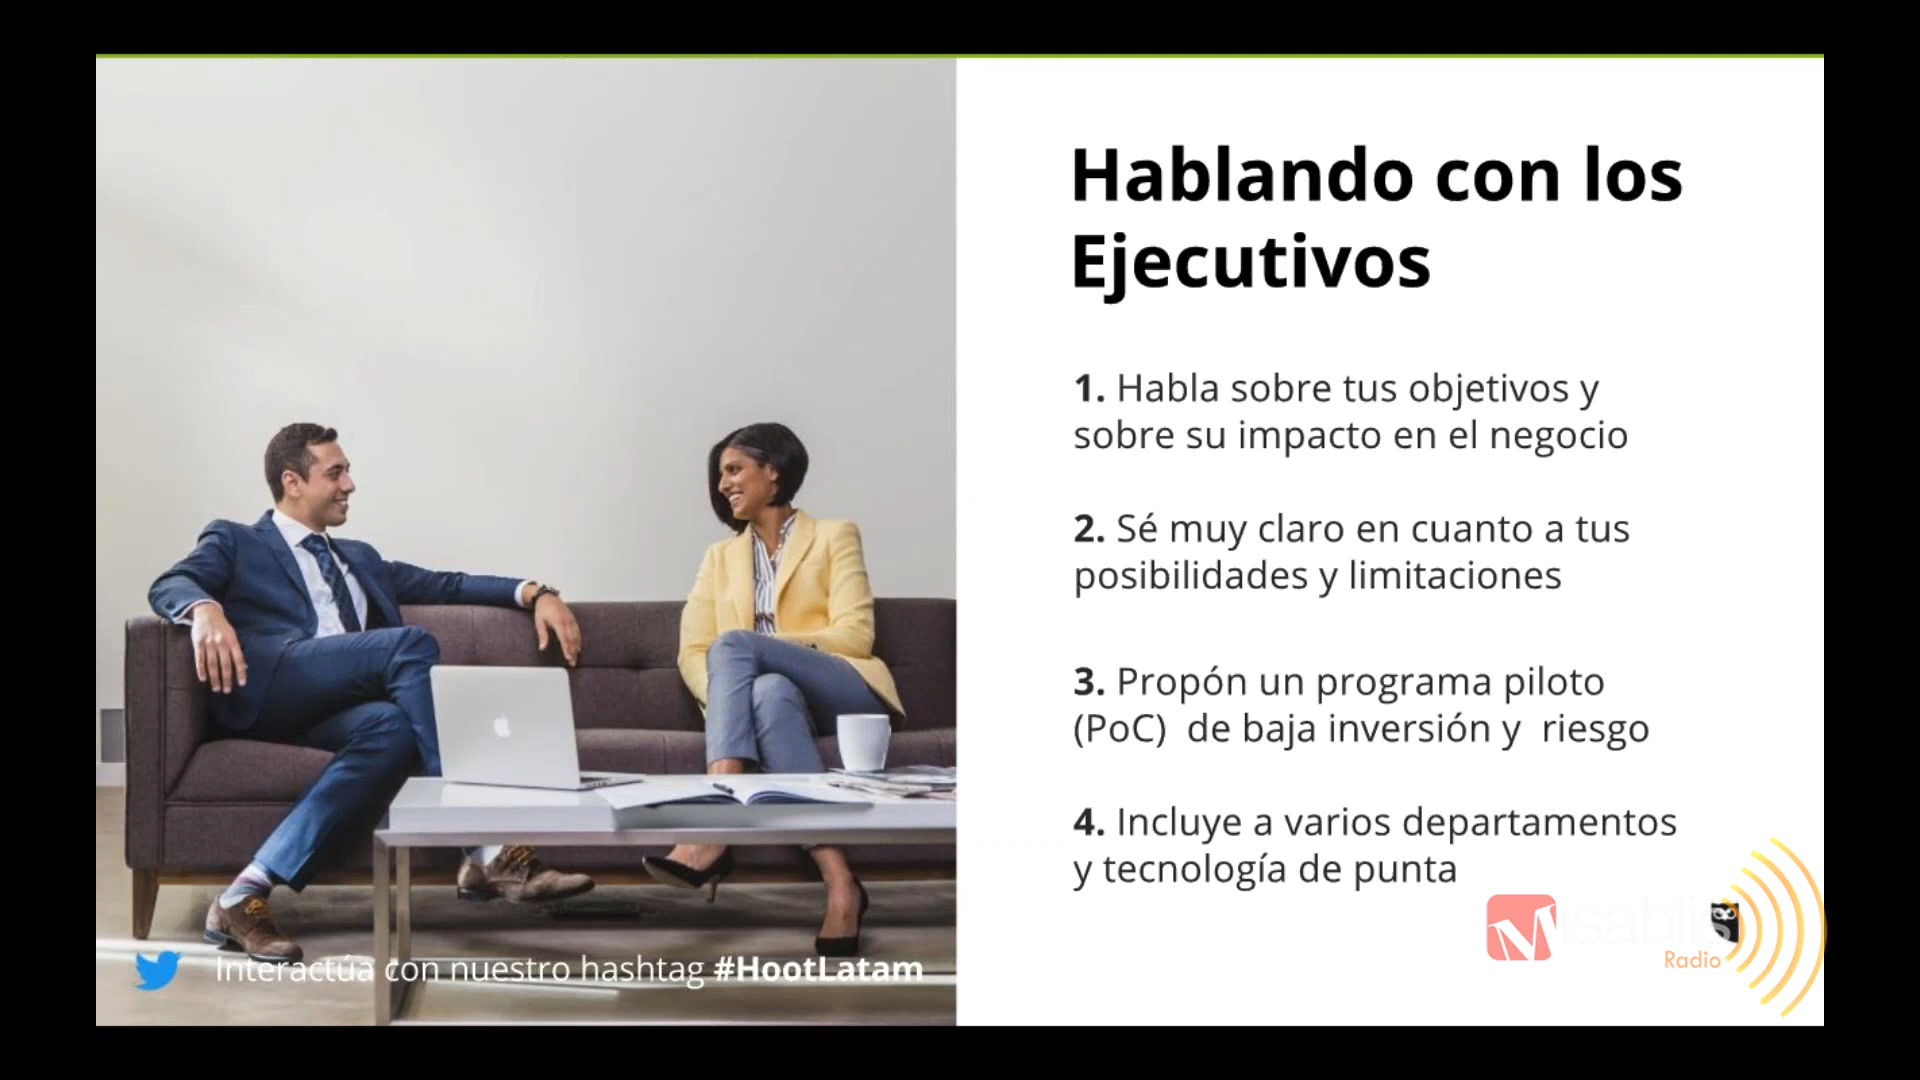 Hablando con los
Ejecutivos
1. Habla sobre tus objetivos y
sobre su impacto en el negocio
2. Sé muy claro en cuanto a tus
posibilidades y limitaciones
3. Propón un programa piloto
(PoC)  de baja inversión y  riesgo
4. Incluye a varios departamentos
y tecnología de punta
Interactúa con nuestro hashtag #HootLatam
Misablis
Radio